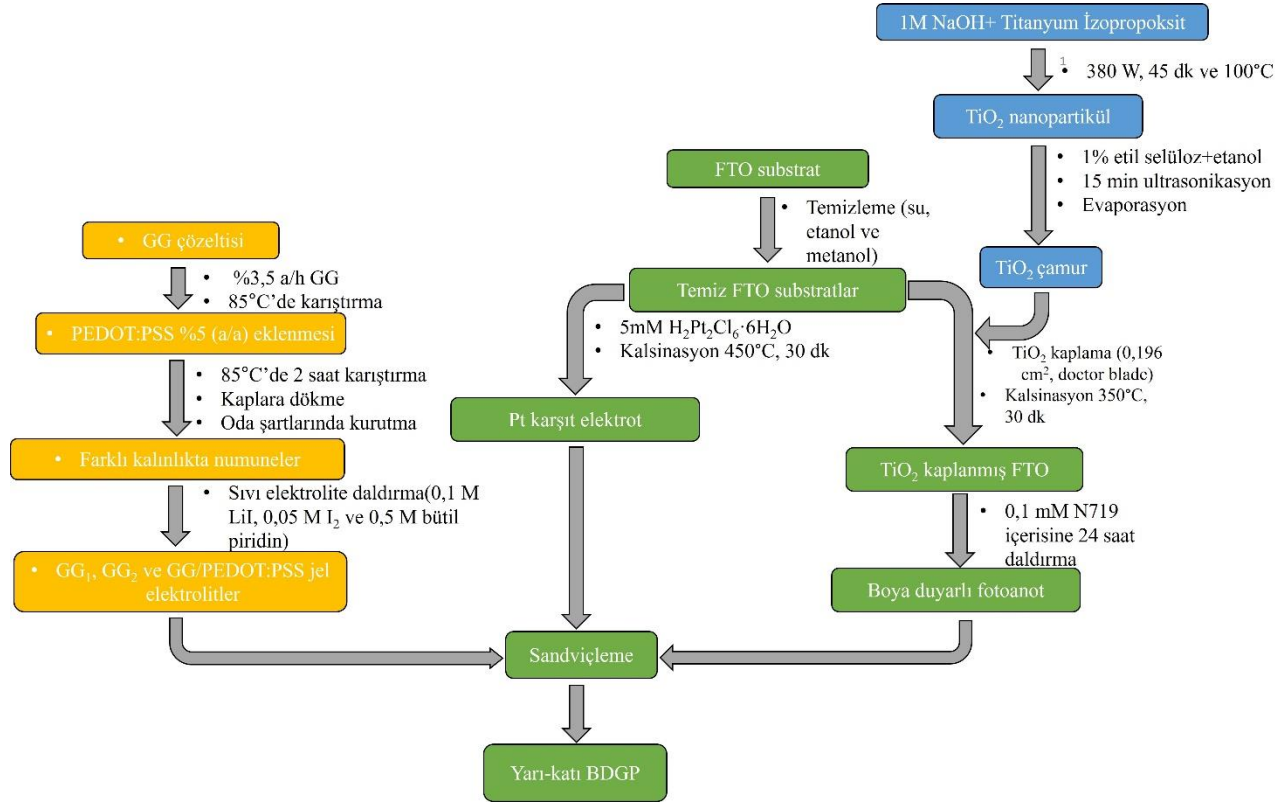 1M NaOH+ Titanyum İzopropoksit
1
• 380 W, 45 dk ve 100°C
TiO₂ nanopartikül
• 1% etil selüloz+etanol
• 15 min ultrasonikasyon
• Evaporasyon
TiO₂ çamur
FTO substrat
• Temizleme (su,
etanol ve
metanol)
Temiz FTO substratlar
• 5mM H₂Pt₂Cl₆·6H₂O
• Kalsinasyon 450°C, 30 dk
Pt karşıt elektrot
• TiO₂ kaplama (0,196
cm², doctor blade)
• Kalsinasyon 350°C,
30 dk
TiO₂ kaplanmış FTO
• 0,1 mM N719
içerisine 24 saat
daldırma
Boya duyarlı fotoanot
• GG çözeltisi
• %3,5 a/h GG
• 85°C’de karıştırma
• PEDOT:PSS %5 (a/a) eklenmesi
• 85°C’de 2 saat karıştırma
• Kaplara dökme
• Oda şartlarında kurutma
• Farklı kalınlıkta numuneler
• Sıvı elektrolite daldırma(0,1 M
LiI, 0,05 M I₂ ve 0,5 M bütil
piridin)
• GG₁, GG₂ ve GG/PEDOT:PSS jel
elektrolitler
Sandviçleme
Yarı-katı BDGP